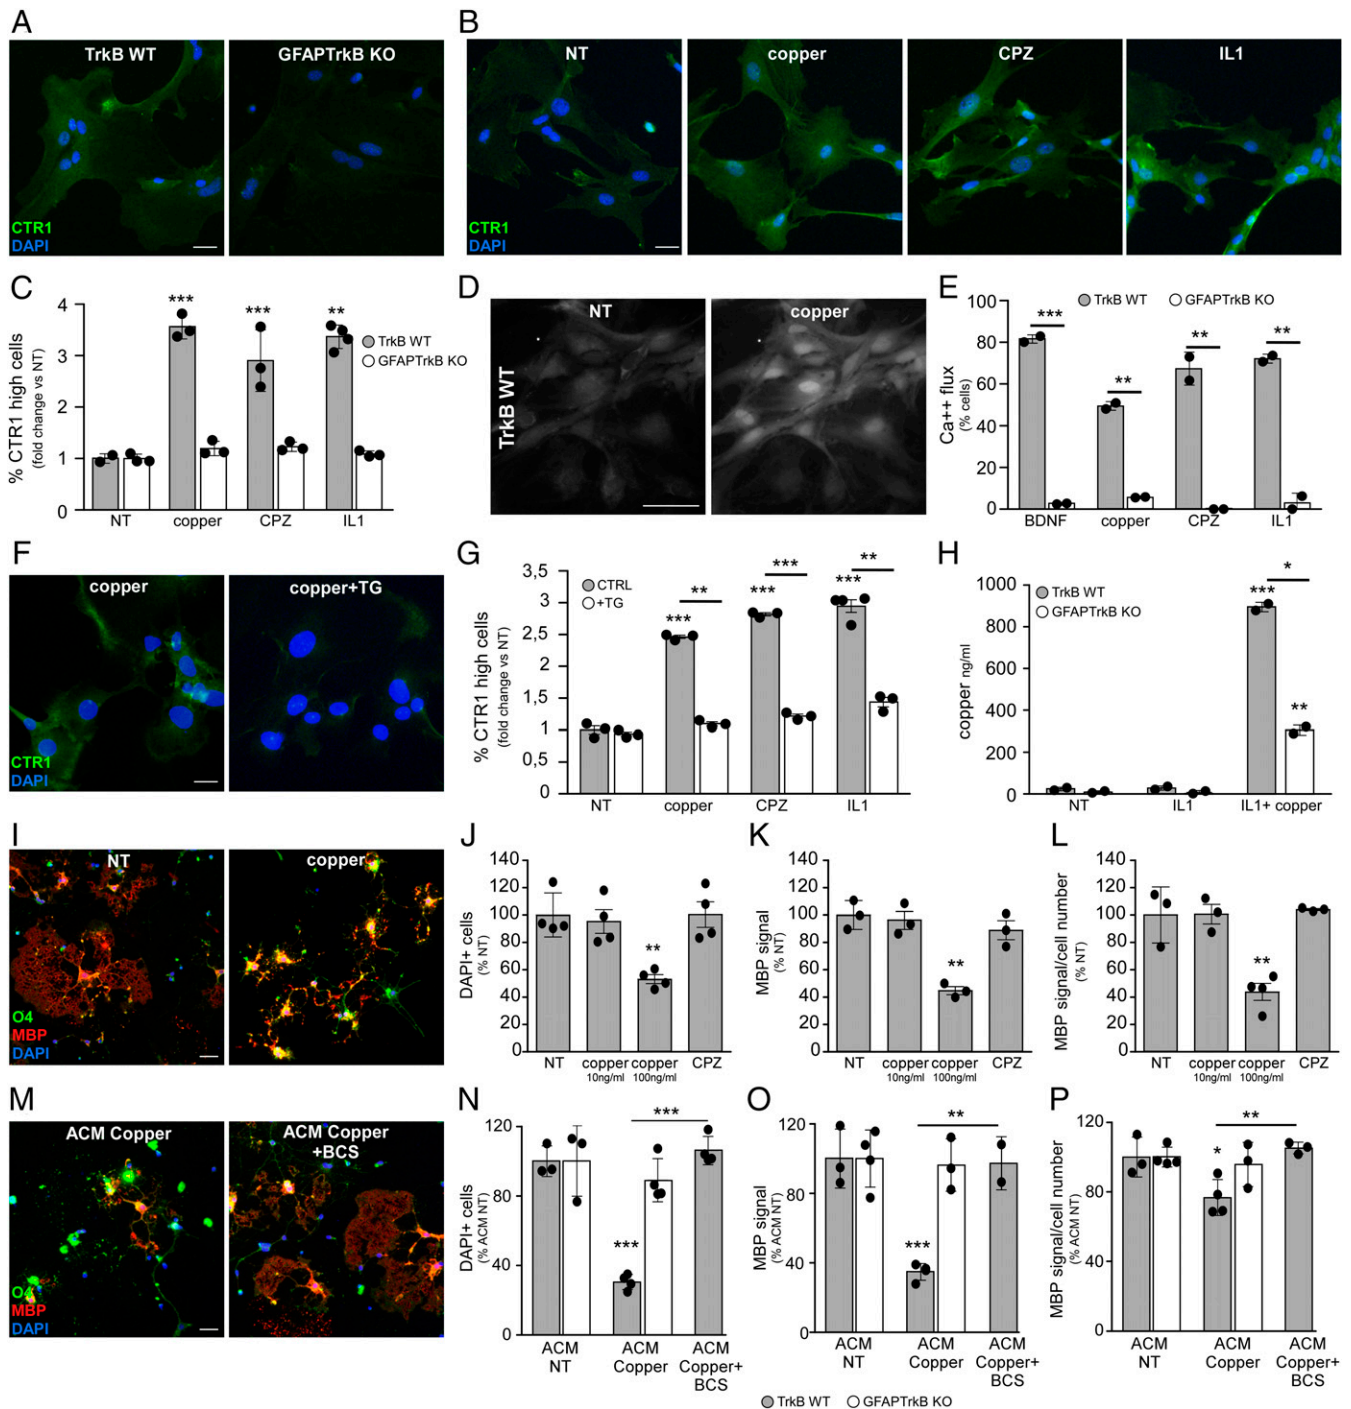 A
TrkB WT
GFAPTrkB KO
CTR1
DAPI
B
NT
copper
CPZ
IL1
CTR1
DAPI
C
% CTR1 high cells
(fold change vs NT)
4
3
2
1
0
***
***
**
TrkB WT
GFAPTrkB KO
NT
copper
CPZ
IL1
D
TrkB WT
NT
copper
E
Ca++ flux
(% cells)
100
80
60
40
20
0
TrkB WT
GFAPTrkB KO
***
**
**
**
BDNF
copper
CPZ
IL1
F
copper
copper+TG
CTR1
DAPI
G
% CTR1 high cells
(fold change vs NT)
3,5
3
2,5
2
1,5
1
0,5
0
CTRL
+TG
***
**
***
***
***
**
NT
copper
CPZ
IL1
H
copper ng/ml
1000
800
600
400
200
0
TrkB WT
GFAPTrkB KO
***
*
**
NT
IL1
IL1+ copper
I
NT
copper
O4
MBP
DAPI
J
DAPI+ cells
(% NT)
140
120
100
80
60
40
20
0
**
NT
copper
10ng/ml
copper
100ng/ml
CPZ
K
MBP signal
(% NT)
140
120
100
80
60
40
20
0
**
NT
copper
10ng/ml
copper
100ng/ml
CPZ
L
MBP signal/cell number
(% NT)
140
120
100
80
60
40
20
0
**
NT
copper
10ng/ml
copper
100ng/ml
CPZ
M
ACM Copper
ACM Copper
+BCS
O4
MBP
DAPI
N
DAPI+ cells
(% ACM NT)
120
80
40
0
***
***
ACM
NT
ACM
Copper
ACM
Copper+
BCS
O
MBP signal
(% ACM NT)
120
80
40
0
***
**
ACM
NT
ACM
Copper
ACM
Copper+
BCS
P
MBP signal/cell number
(% ACM NT)
120
80
40
0
*
**
ACM
NT
ACM
Copper
ACM
Copper+
BCS
TrkB WT
GFAPTrkB KO